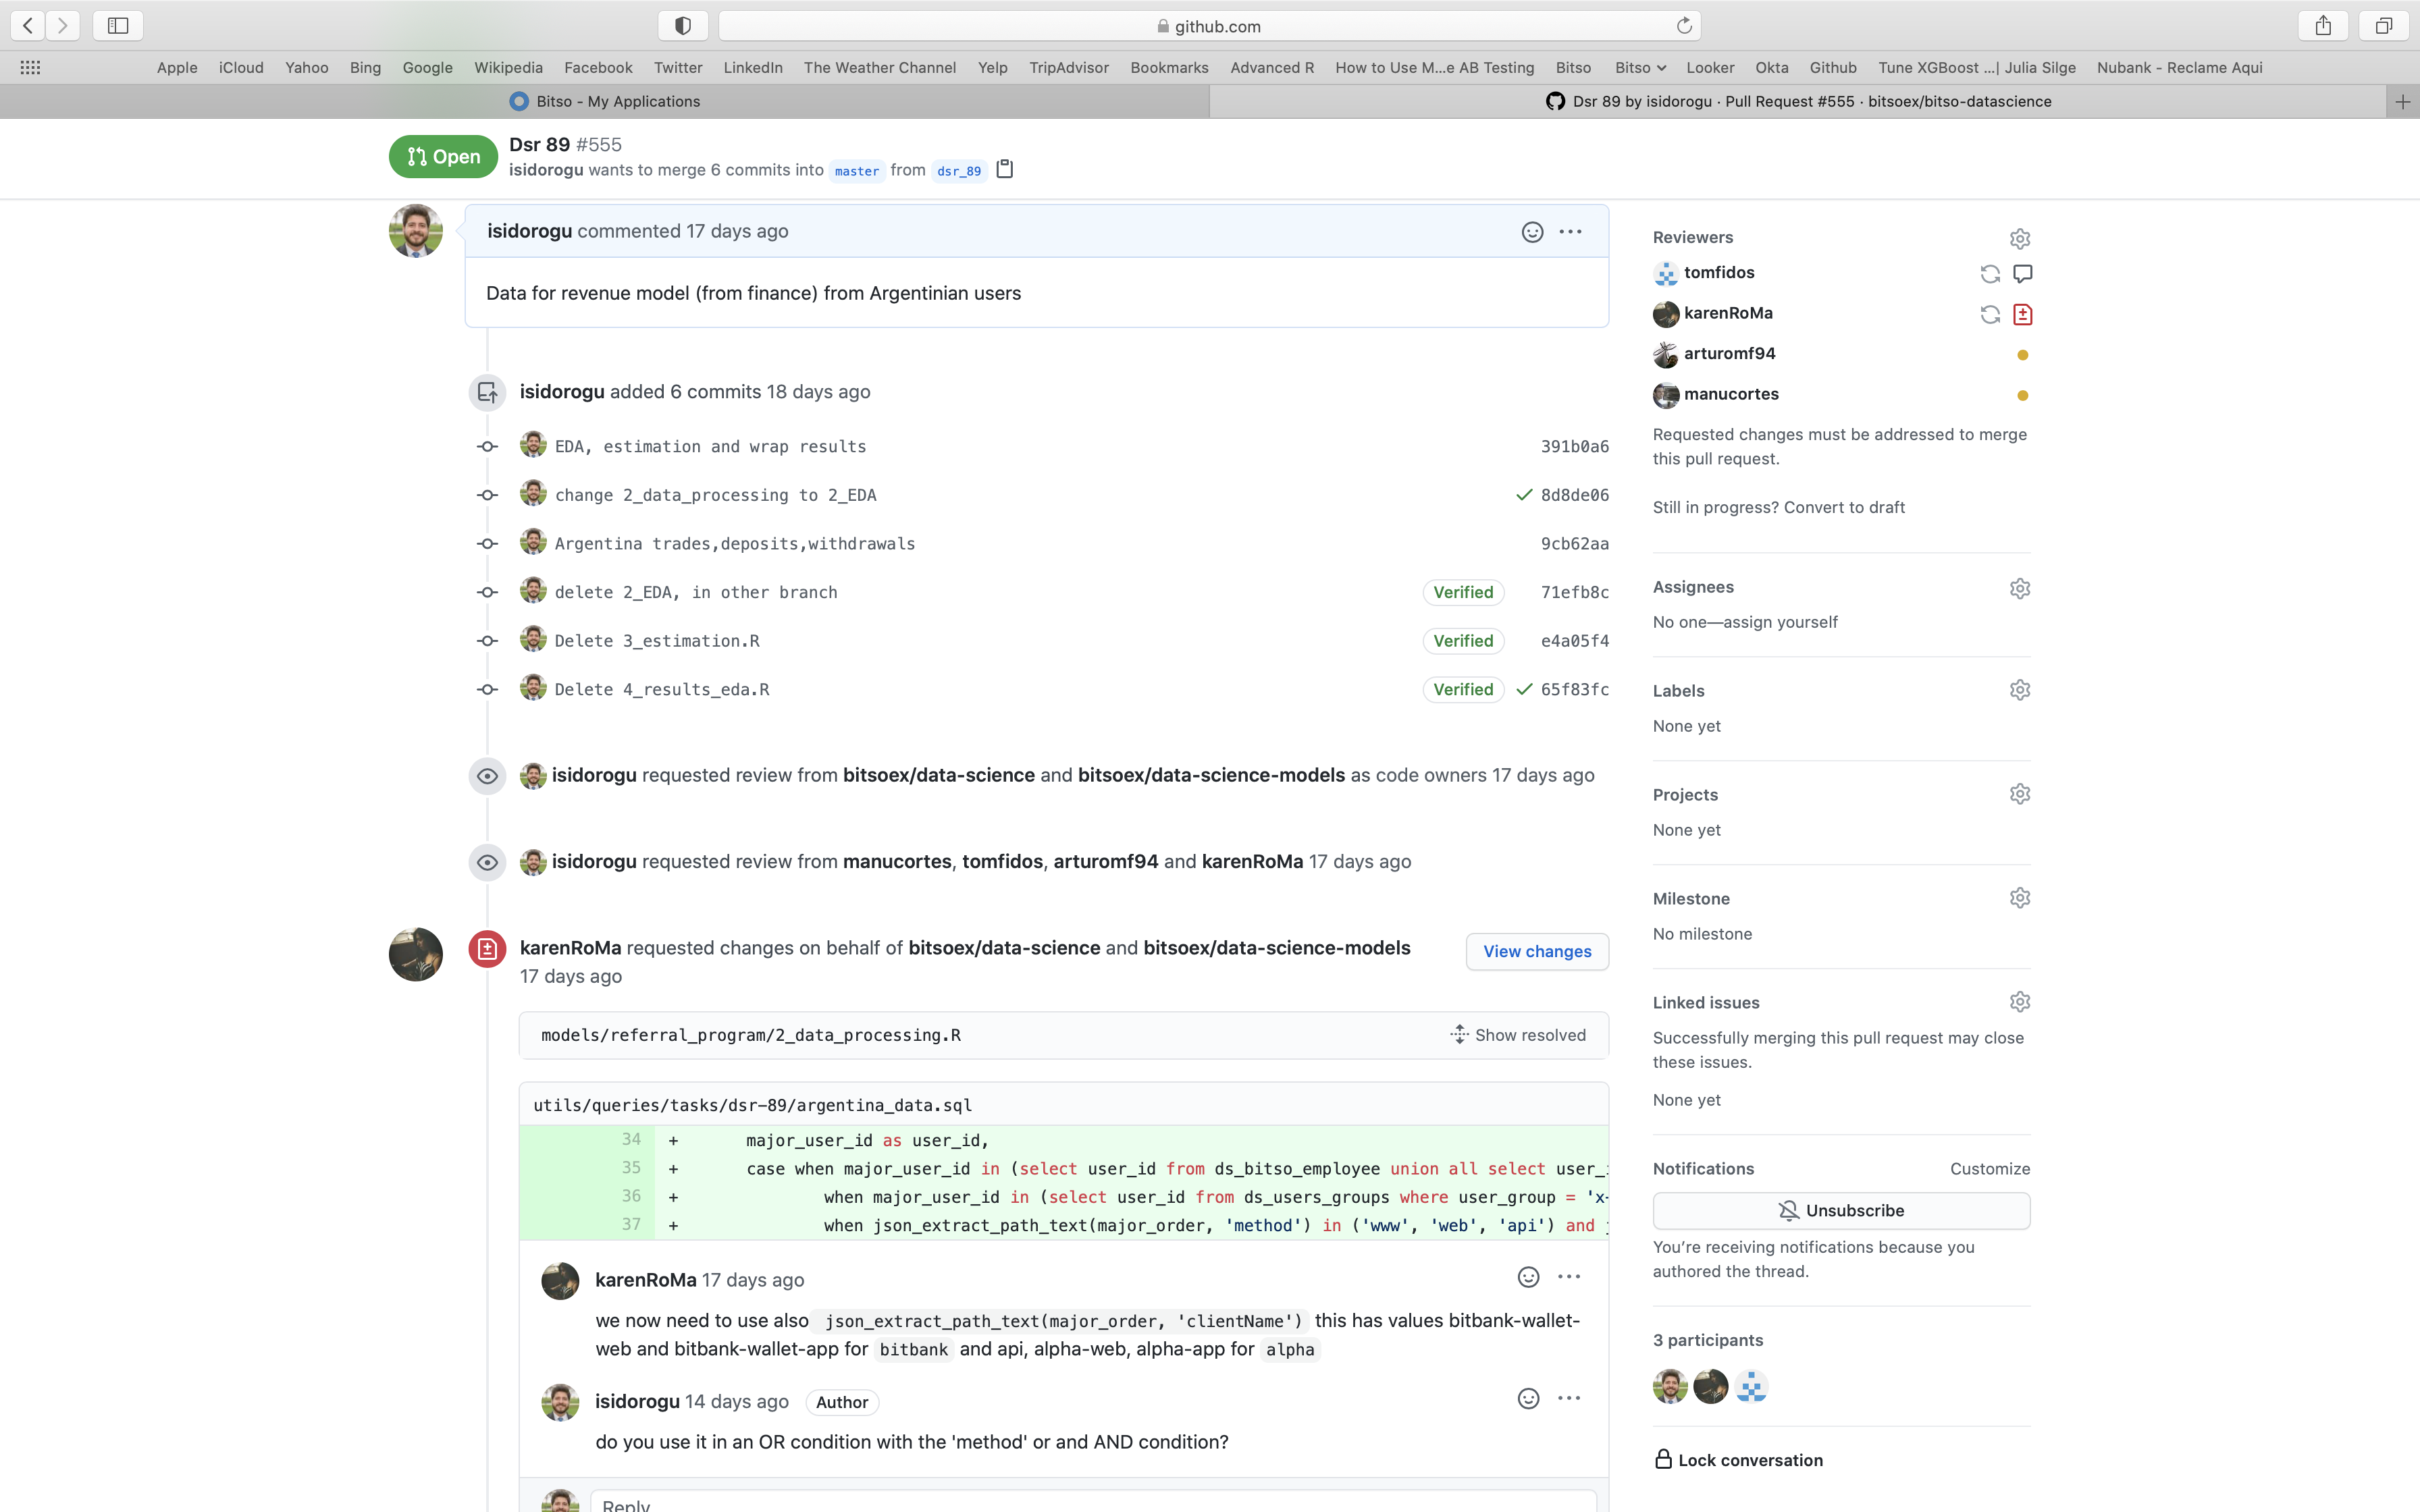 github.com
Apple iCloud Yahoo Bing Google Wikipedia Facebook Twitter LinkedIn The Weather Channel Yelp TripAdvisor Bookmarks Advanced R How to Use M...e AB Testing Bitso Bitso Looker Okta Github Tune XGBoost ...| Julia Silge Nubank - Reclame Aqui
Bitso - My Applications
Dsr 89 by isidorogu · Pull Request #555 · bitsoex/bitso-datascience
Open
Dsr 89 #555
isidorogu wants to merge 6 commits into master from dsr_89
isidorogu commented 17 days ago
Data for revenue model (from finance) from Argentinian users
isidorogu added 6 commits 18 days ago
EDA, estimation and wrap results 391b0a6
change 2_data_processing to 2_EDA 8d8de06
Argentina trades,deposits,withdrawals 9cb62aa
delete 2_EDA, in other branch Verified 71efb8c
Delete 3_estimation.R Verified e4a05f4
Delete 4_results_eda.R Verified 65f83fc
isidorogu requested review from bitsoex/data-science and bitsoex/data-science-models as code owners 17 days ago
isidorogu requested review from manucortes, tomfidos, arturomf94 and karenRoMa 17 days ago
karenRoMa requested changes on behalf of bitsoex/data-science and bitsoex/data-science-models
17 days ago
View changes
models/referral_program/2_data_processing.R Show resolved
utils/queries/tasks/dsr-89/argentina_data.sql
34 + major_user_id as user_id,
35 + case when major_user_id in (select user_id from ds_bitso_employee union all select user_
36 + when major_user_id in (select user_id from ds_users_groups where user_group = 'x-
37 + when json_extract_path_text(major_order, 'method') in ('www', 'web', 'api') and
karenRoMa 17 days ago
we now need to use also json_extract_path_text(major_order, 'clientName') this has values bitbank-wallet-
web and bitbank-wallet-app for bitbank and api, alpha-web, alpha-app for alpha
isidorogu 14 days ago Author
do you use it in an OR condition with the 'method' or and AND condition?
Reply
Reviewers
tomfidos
karenRoMa
arturomf94
manucortes
Requested changes must be addressed to merge
this pull request.
Still in progress? Convert to draft
Assignees
No one—assign yourself
Labels
None yet
Projects
None yet
Milestone
No milestone
Linked issues
Successfully merging this pull request may close
these issues.
None yet
Notifications Customize
Unsubscribe
You’re receiving notifications because you
authored the thread.
3 participants
Lock conversation